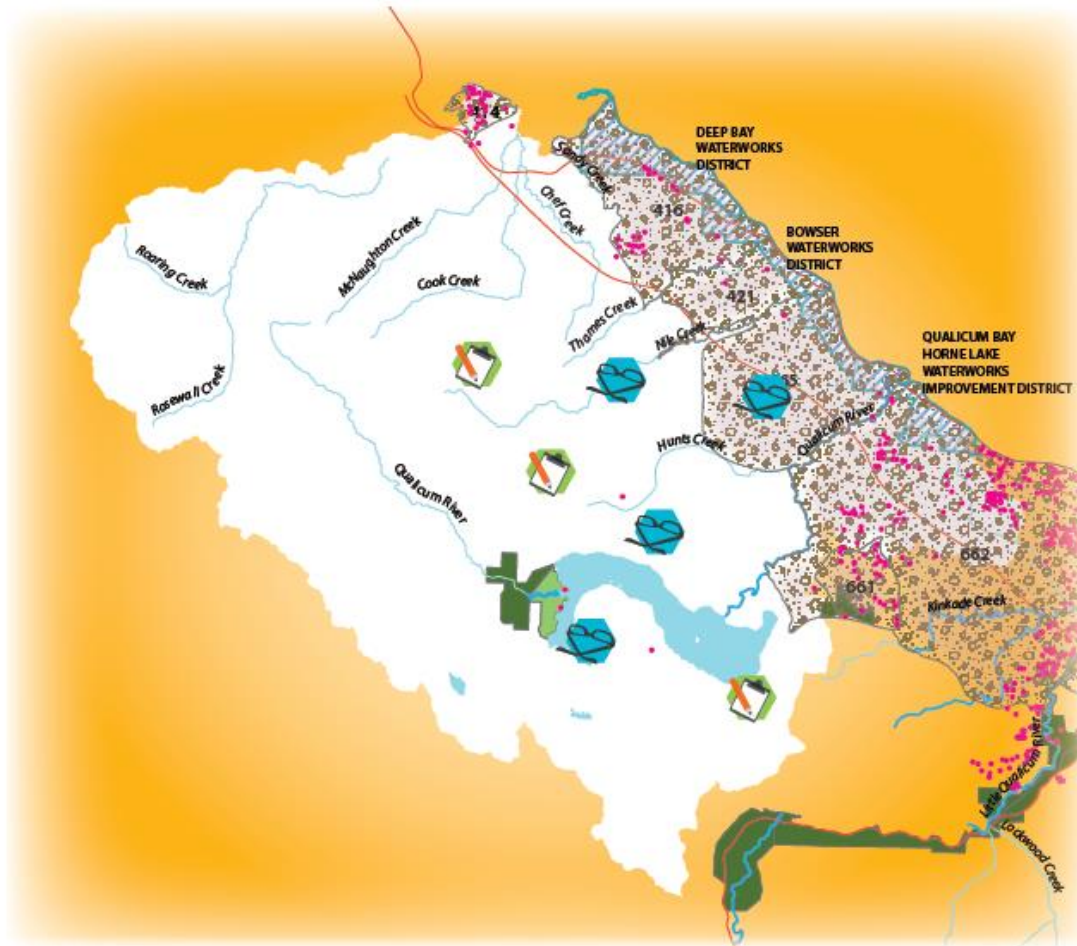 DEEP BAY
WATERWORKS
DISTRICT
Sandy Creek
Chef Creek
416
McNaughton Creek
BOWSER
WATERWORKS
DISTRICT
Roaring Creek
Cook Creek
421
Thames Creek
Nile Creek
QUALICUM BAY
HORNE LAKE
WATERWORKS
IMPROVEMENT DISTRICT
Rosewall Creek
Qualicum River
Hunts Creek
Qualicum River
662
661
Kinkade Creek
Little Qualicum River
Lockwood Creek